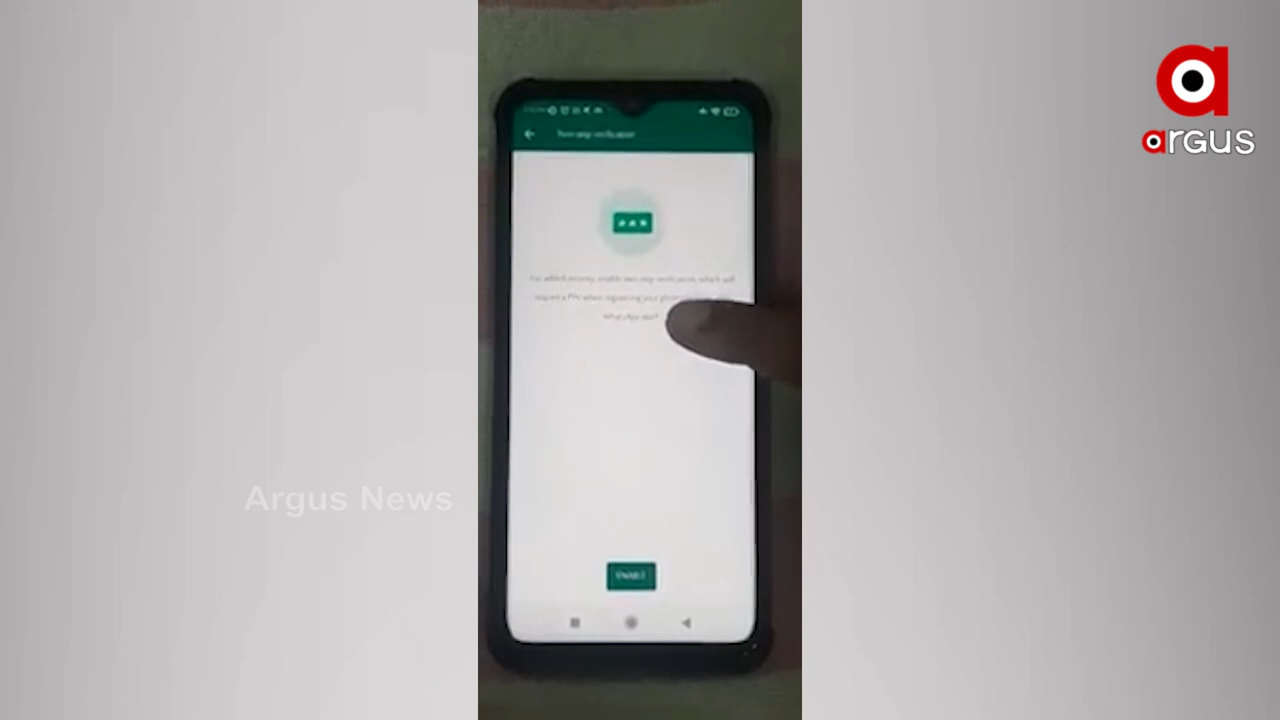 argus
Two-step verification
For added security, enable two-step verification, which will
require a PIN when registering your phone
WhatsApp again
ENABLE
Argus News